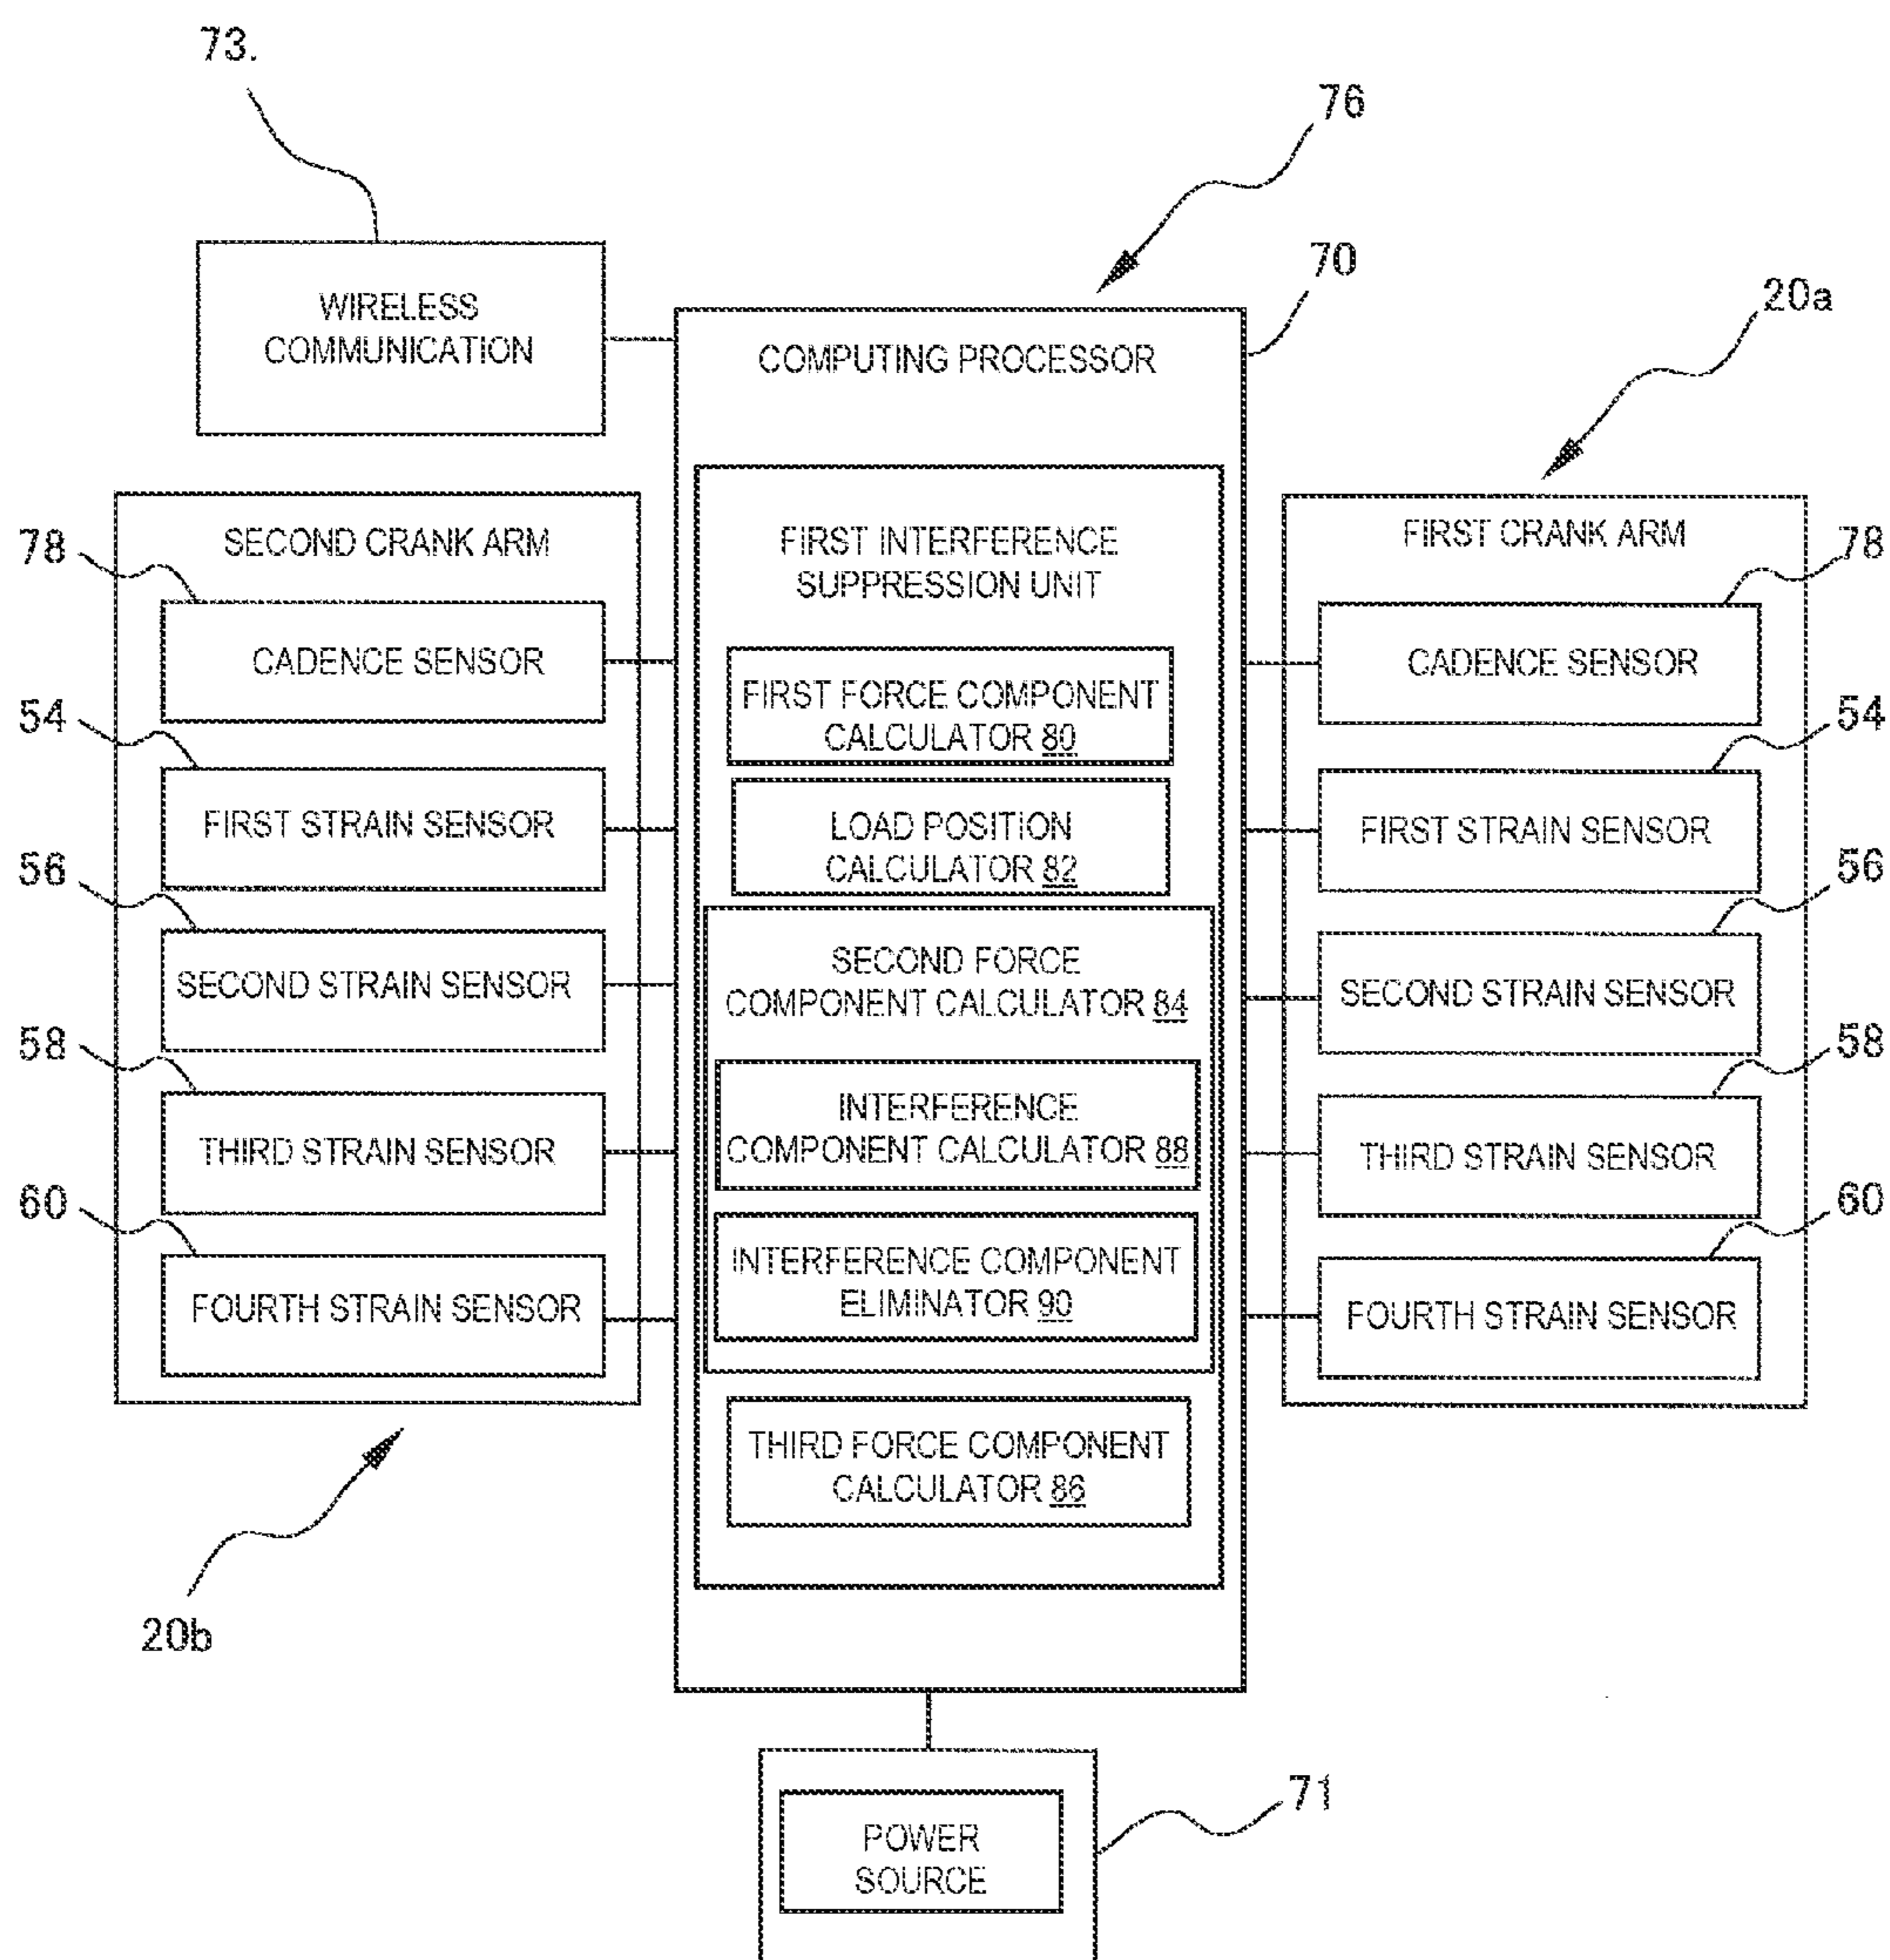 73.
76
70
20a
WIRELESS
COMMUNICATION
COMPUTING PROCESSOR
SECOND CRANK ARM
78
CADENCE SENSOR
54
FIRST STRAIN SENSOR
56
SECOND STRAIN SENSOR
58
THIRD STRAIN SENSOR
60
FOURTH STRAIN SENSOR
20b
FIRST INTERFERENCE
SUPPRESSION UNIT
FIRST FORCE COMPONENT
CALCULATOR 80
LOAD POSITION
CALCULATOR 82
SECOND FORCE
COMPONENT CALCULATOR 84
INTERFERENCE
COMPONENT CALCULATOR 88
INTERFERENCE COMPONENT
ELIMINATOR 90
THIRD FORCE COMPONENT
CALCULATOR 86
FIRST CRANK ARM
78
CADENCE SENSOR
54
FIRST STRAIN SENSOR
56
SECOND STRAIN SENSOR
58
THIRD STRAIN SENSOR
60
FOURTH STRAIN SENSOR
71
POWER
SOURCE